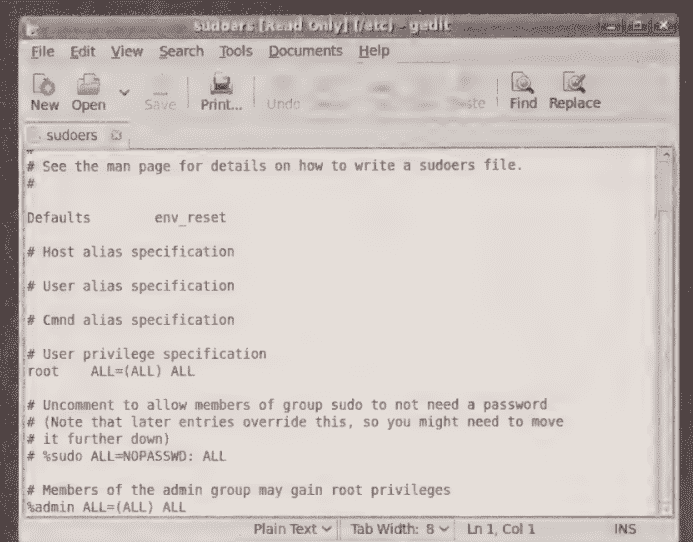 sudoers [Read Only] (/etc) - gedit
File Edit View Search Tools Documents Help
New Open Save Print... Undo Find Replace
sudoers
#
# See the man page for details on how to write a sudoers file.
#
Defaults        env_reset
# Host alias specification
# User alias specification
# Cmnd alias specification
# User privilege specification
root    ALL=(ALL) ALL
# Uncomment to allow members of group sudo to not need a password
# (Note that later entries override this, so you might need to move
# it further down)
# %sudo ALL=NOPASSWD: ALL
# Members of the admin group may gain root privileges
%admin ALL=(ALL) ALL
Plain Text Tab Width: 8 Ln 1, Col 1 INS